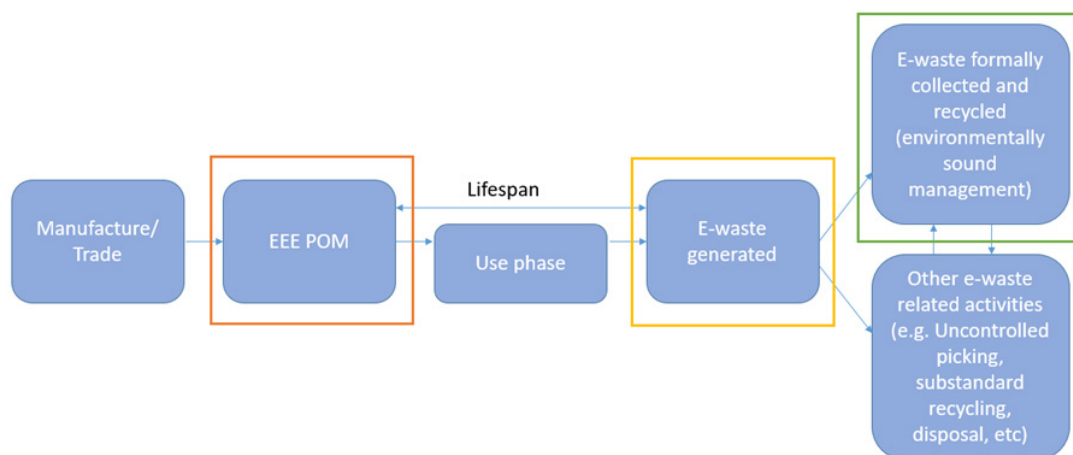 Manufacture/
Trade
EEE POM
Lifespan
Use phase
E-waste
generated
E-waste formally
collected and
recycled
(environmentally
sound
management)
Other e-waste
related activities
(e.g. Uncontrolled
picking,
substandard
recycling,
disposal, etc)